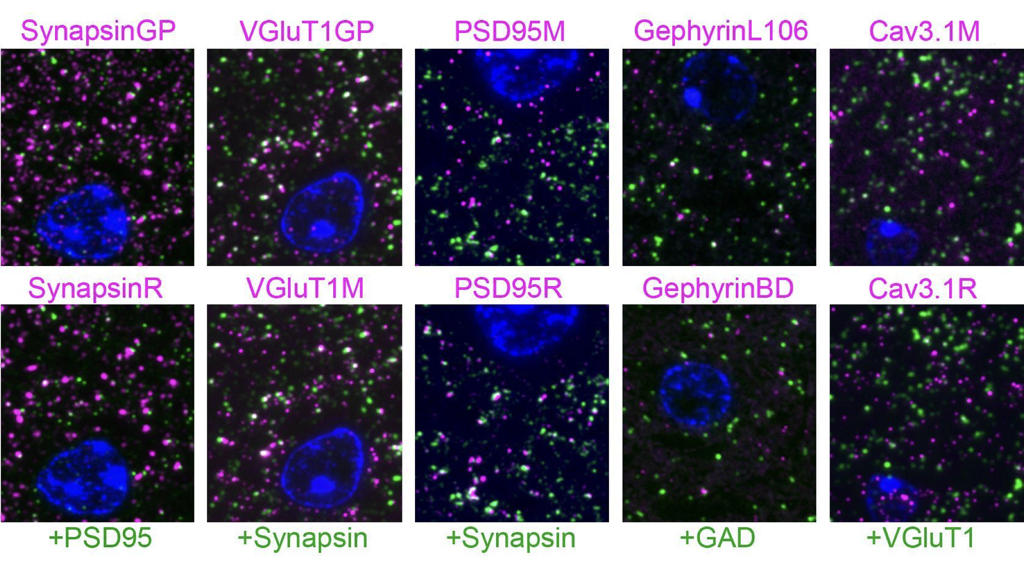 SynapsinGP VGluT1GP PSD95M GephyrinL106 Cav3.1M
SynapsinR VGluT1M PSD95R GephyrinBD Cav3.1R
+PSD95 +Synapsin +Synapsin +GAD +VGluT1